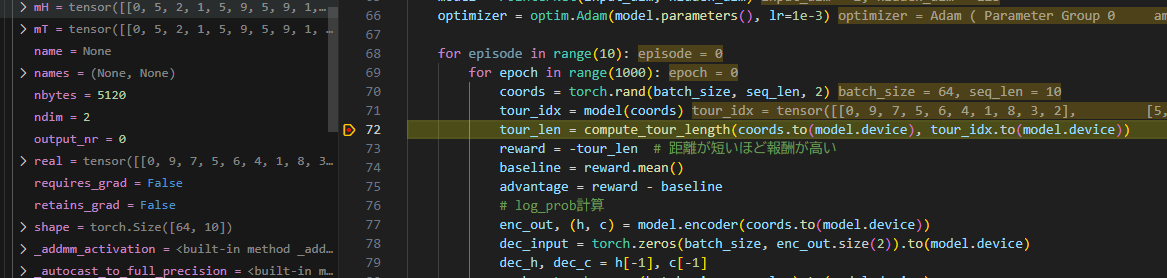 mH = tensor([[0, 5, 2, 1, 5, 9, 5, 9, 1,…
mT = tensor([[0, 5, 2, 1, 5, 9, 5, 9, 1,…
name = None
names = (None, None)
nbytes = 5120
ndim = 2
output_nr = 0
real = tensor([[0, 9, 7, 5, 6, 4, 1, 8, 3…
requires_grad = False
retains_grad = False
shape = torch.Size([64, 10])
_addmm_activation = <built-in method _add…
_autocast_to_full_precision = <built-in m…
66 optimizer = optim.Adam(model.parameters(), lr=1e-3) optimizer = Adam ( Parameter Group 0 am
67
68 for episode in range(10): episode = 0
69 for epoch in range(1000): epoch = 0
70 coords = torch.rand(batch_size, seq_len, 2) batch_size = 64, seq_len = 10
71 tour_idx = model(coords) tour_idx = tensor([[0, 9, 7, 5, 6, 4, 1, 8, 3, 2], [5,
72 tour_len = compute_tour_length(coords.to(model.device), tour_idx.to(model.device))
73 reward = -tour_len # 距離が短いほど報酬が高い
74 baseline = reward.mean()
75 advantage = reward - baseline
76 # log_prob計算
77 enc_out, (h, c) = model.encoder(coords.to(model.device))
78 dec_input = torch.zeros(batch_size, enc_out.size(2)).to(model.device)
79 dec_h, dec_c = h[-1], c[-1]